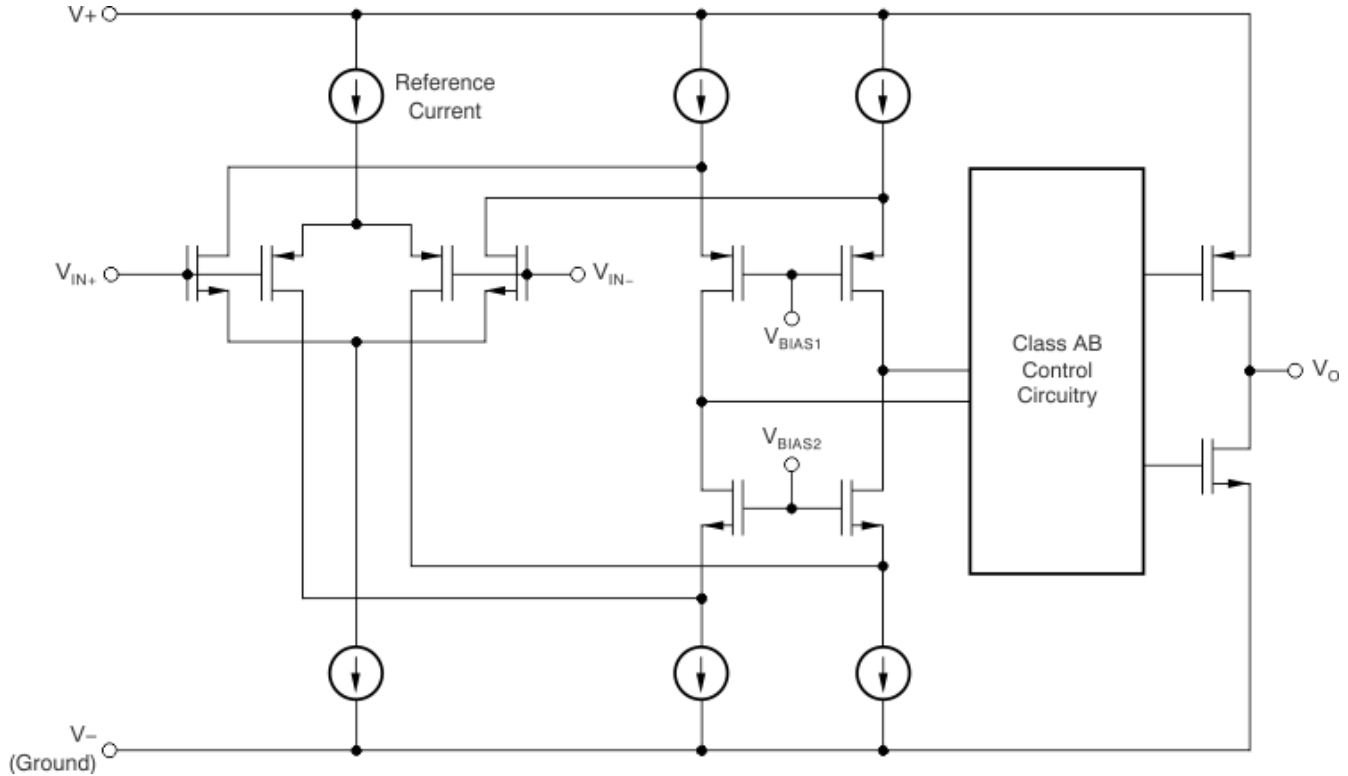 V+
Reference
Current
VIN+
VIN−
VBIAS1
Class AB
Control
Circuitry
VO
VBIAS2
V−
(Ground)